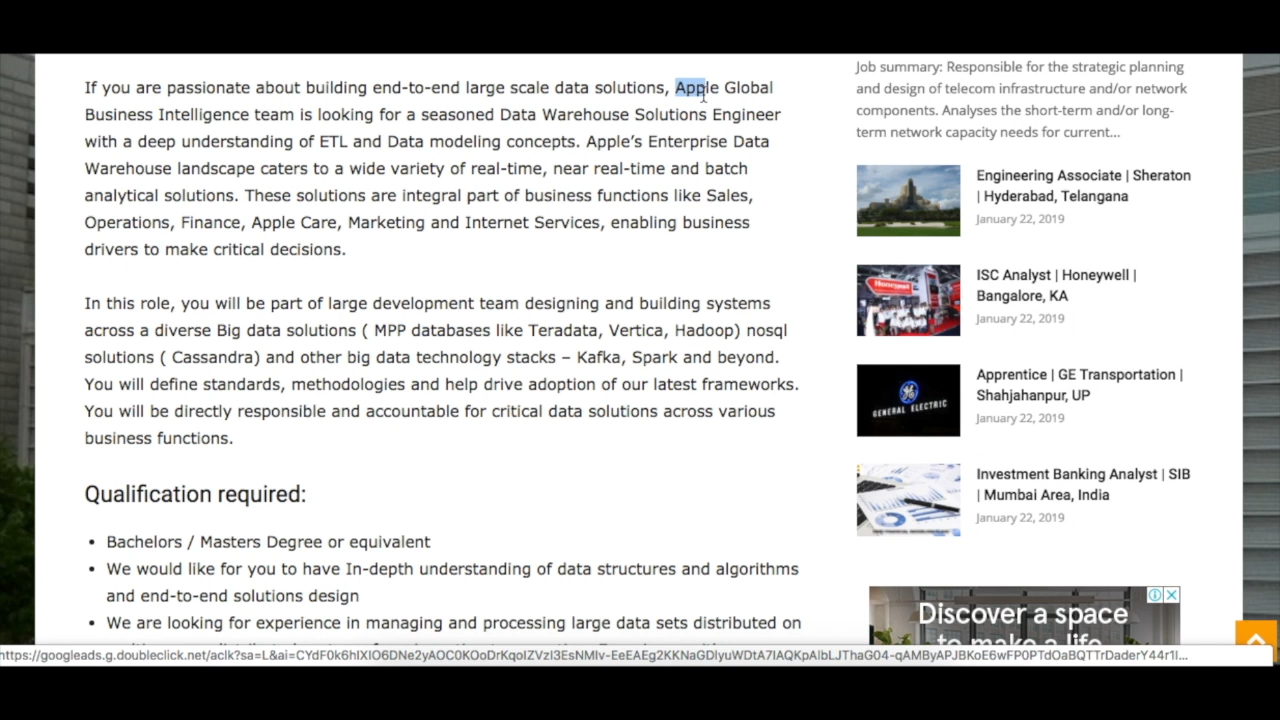 If you are passionate about building end-to-end large scale data solutions, Apple Global
Business Intelligence team is looking for a seasoned Data Warehouse Solutions Engineer
with a deep understanding of ETL and Data modeling concepts. Apple’s Enterprise Data
Warehouse landscape caters to a wide variety of real-time, near real-time and batch
analytical solutions. These solutions are integral part of business functions like Sales,
Operations, Finance, Apple Care, Marketing and Internet Services, enabling business
drivers to make critical decisions.
In this role, you will be part of large development team designing and building systems
across a diverse Big data solutions ( MPP databases like Teradata, Vertica, Hadoop) nosql
solutions ( Cassandra) and other big data technology stacks – Kafka, Spark and beyond.
You will define standards, methodologies and help drive adoption of our latest frameworks.
You will be directly responsible and accountable for critical data solutions across various
business functions.
Qualification required:
• Bachelors / Masters Degree or equivalent
• We would like for you to have In-depth understanding of data structures and algorithms
and end-to-end solutions design
• We are looking for experience in managing and processing large data sets distributed on
Job summary: Responsible for the strategic planning
and design of telecom infrastructure and/or network
components. Analyses the short-term and/or long-
term network capacity needs for current...
Engineering Associate | Sheraton
| Hyderabad, Telangana
January 22, 2019
Honeywell
ISC Analyst | Honeywell |
Bangalore, KA
January 22, 2019
GENERAL ELECTRIC
Apprentice | GE Transportation |
Shahjahanpur, UP
January 22, 2019
Investment Banking Analyst | SIB
| Mumbai Area, India
January 22, 2019
Discover a space
to make a life